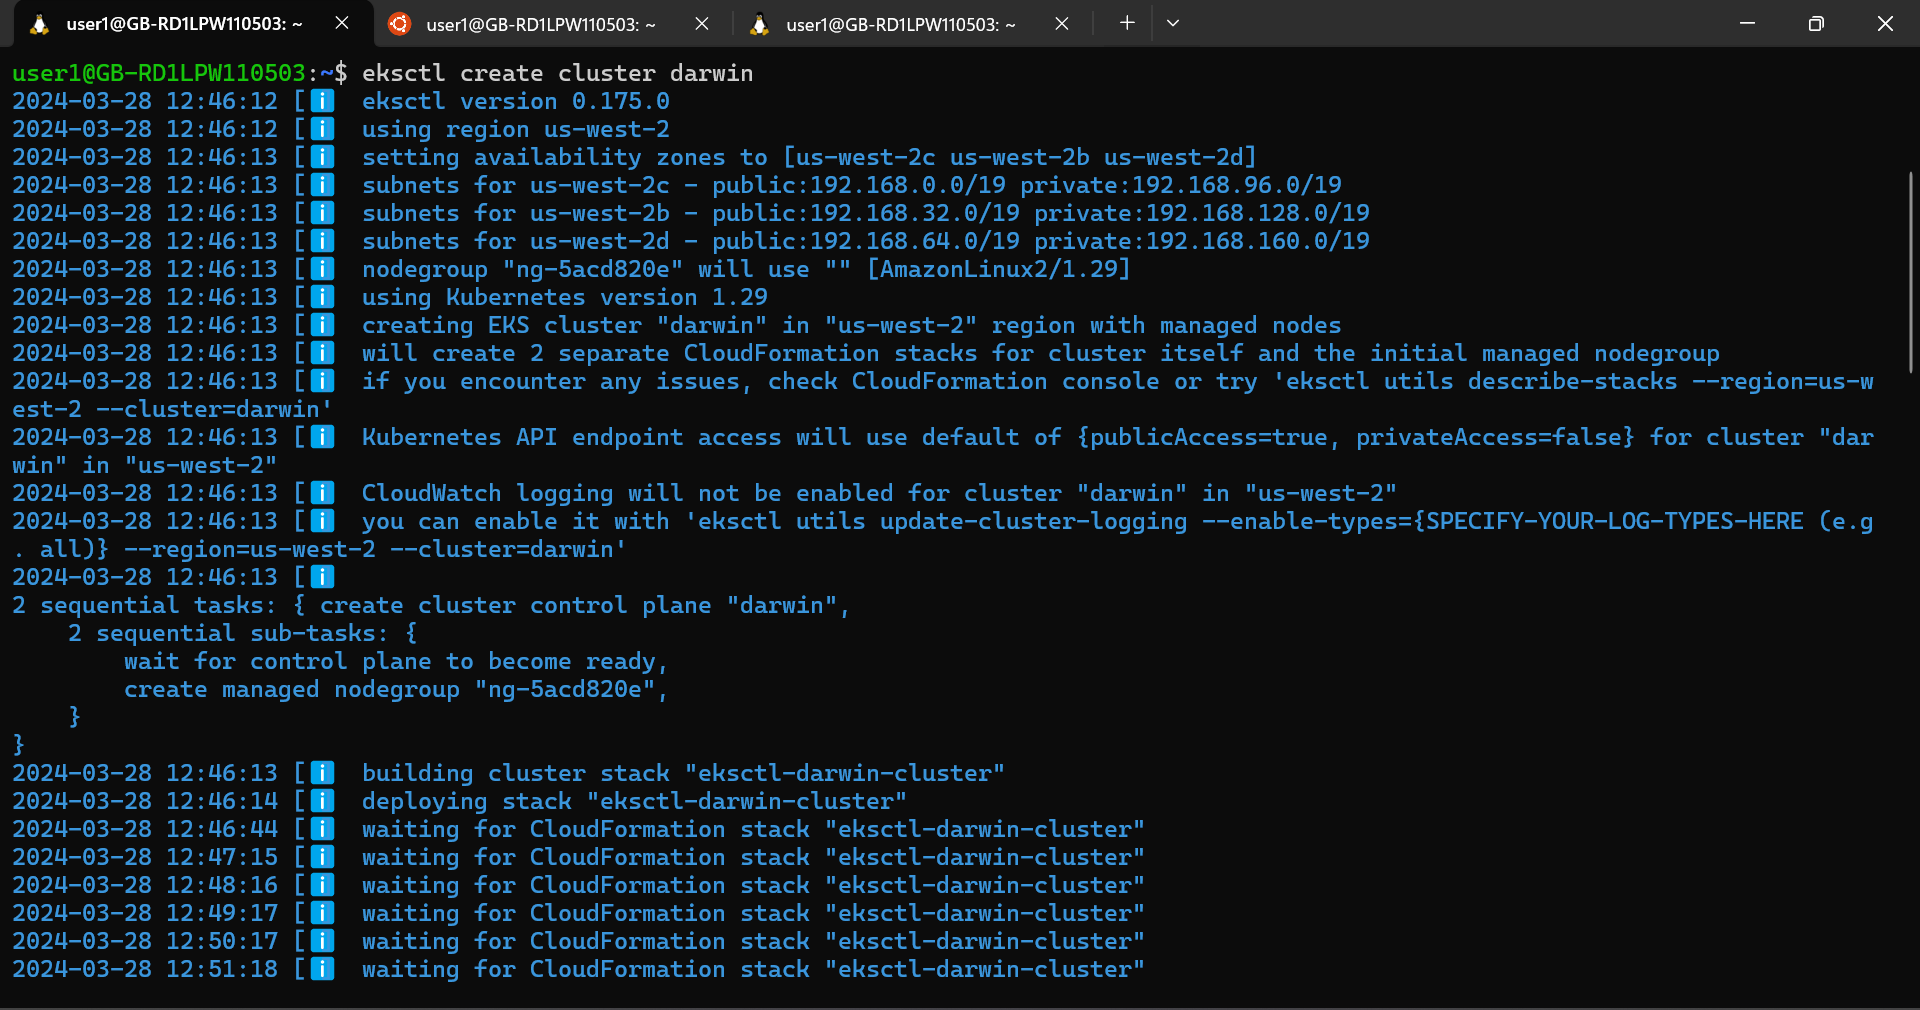 user1@GB-RD1LPW110503: ~
user1@GB-RD1LPW110503: ~
user1@GB-RD1LPW110503: ~
user1@GB-RD1LPW110503:~$ eksctl create cluster darwin
2024-03-28 12:46:12 [ℹ  eksctl version 0.175.0
2024-03-28 12:46:12 [ℹ  using region us-west-2
2024-03-28 12:46:13 [ℹ  setting availability zones to [us-west-2c us-west-2b us-west-2d]
2024-03-28 12:46:13 [ℹ  subnets for us-west-2c - public:192.168.0.0/19 private:192.168.96.0/19
2024-03-28 12:46:13 [ℹ  subnets for us-west-2b - public:192.168.32.0/19 private:192.168.128.0/19
2024-03-28 12:46:13 [ℹ  subnets for us-west-2d - public:192.168.64.0/19 private:192.168.160.0/19
2024-03-28 12:46:13 [ℹ  nodegroup "ng-5acd820e" will use "" [AmazonLinux2/1.29]
2024-03-28 12:46:13 [ℹ  using Kubernetes version 1.29
2024-03-28 12:46:13 [ℹ  creating EKS cluster "darwin" in "us-west-2" region with managed nodes
2024-03-28 12:46:13 [ℹ  will create 2 separate CloudFormation stacks for cluster itself and the initial managed nodegroup
2024-03-28 12:46:13 [ℹ  if you encounter any issues, check CloudFormation console or try 'eksctl utils describe-stacks --region=us-w
est-2 --cluster=darwin'
2024-03-28 12:46:13 [ℹ  Kubernetes API endpoint access will use default of {publicAccess=true, privateAccess=false} for cluster "dar
win" in "us-west-2"
2024-03-28 12:46:13 [ℹ  CloudWatch logging will not be enabled for cluster "darwin" in "us-west-2"
2024-03-28 12:46:13 [ℹ  you can enable it with 'eksctl utils update-cluster-logging --enable-types={SPECIFY-YOUR-LOG-TYPES-HERE (e.g
. all)} --region=us-west-2 --cluster=darwin'
2024-03-28 12:46:13 [ℹ
2 sequential tasks: { create cluster control plane "darwin",
    2 sequential sub-tasks: {
        wait for control plane to become ready,
        create managed nodegroup "ng-5acd820e",
    }
}
2024-03-28 12:46:13 [ℹ  building cluster stack "eksctl-darwin-cluster"
2024-03-28 12:46:14 [ℹ  deploying stack "eksctl-darwin-cluster"
2024-03-28 12:46:44 [ℹ  waiting for CloudFormation stack "eksctl-darwin-cluster"
2024-03-28 12:47:15 [ℹ  waiting for CloudFormation stack "eksctl-darwin-cluster"
2024-03-28 12:48:16 [ℹ  waiting for CloudFormation stack "eksctl-darwin-cluster"
2024-03-28 12:49:17 [ℹ  waiting for CloudFormation stack "eksctl-darwin-cluster"
2024-03-28 12:50:17 [ℹ  waiting for CloudFormation stack "eksctl-darwin-cluster"
2024-03-28 12:51:18 [ℹ  waiting for CloudFormation stack "eksctl-darwin-cluster"